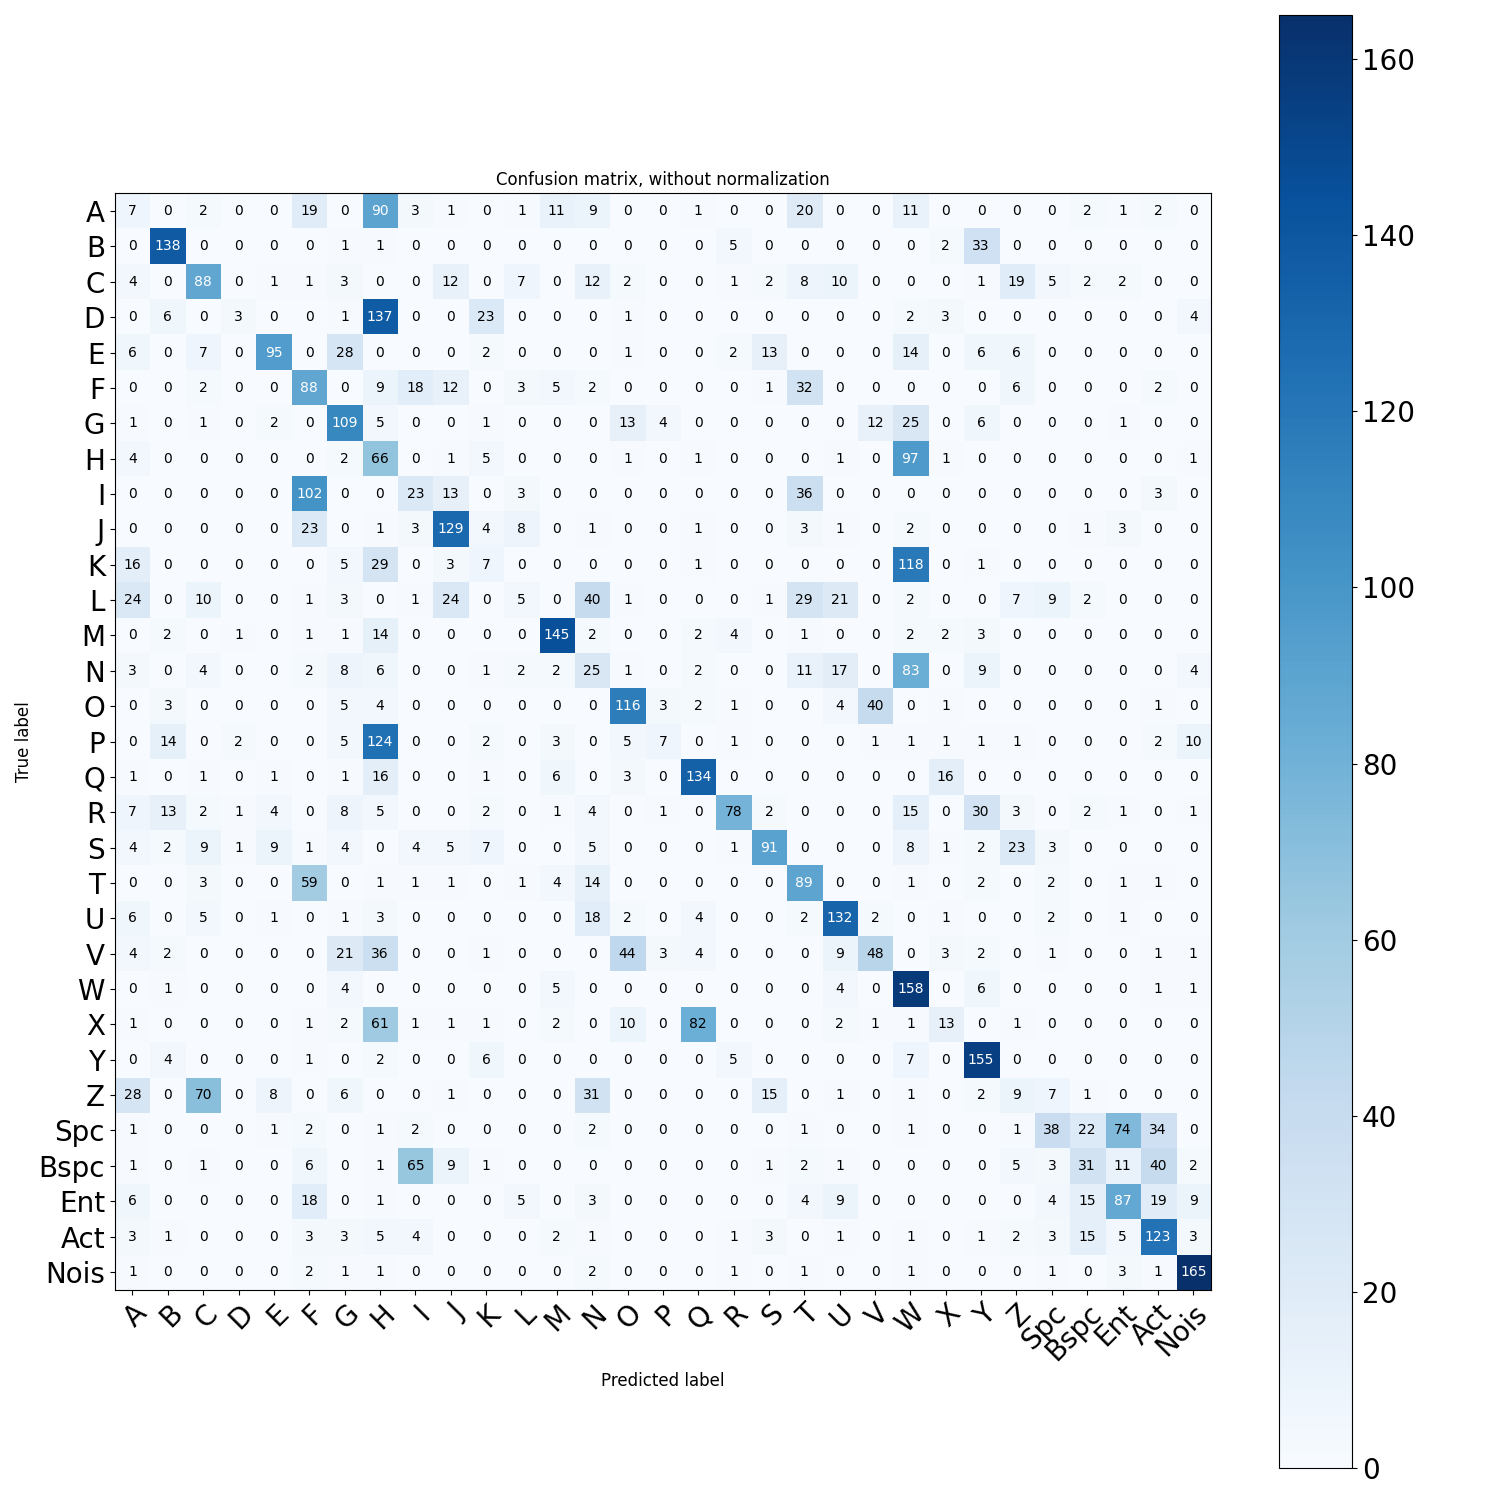 Confusion matrix, without normalization
A 7 0 2 0 0 19 0 90 3 1 0 1 11 9 0 0 1 0 0 20 0 0 11 0 0 0 0 2 1 2 0
B 0 138 0 0 0 0 1 1 0 0 0 0 0 0 0 0 0 5 0 0 0 0 0 2 33 0 0 0 0 0 0
C 4 0 88 0 1 1 3 0 0 12 0 7 0 12 2 0 0 1 2 8 10 0 0 0 1 19 5 2 2 0 0
D 0 6 0 3 0 0 1 137 0 0 23 0 0 0 1 0 0 0 0 0 0 0 2 3 0 0 0 0 0 0 4
E 6 0 7 0 95 0 28 0 0 0 2 0 0 0 1 0 0 2 13 0 0 0 14 0 6 6 0 0 0 0 0
F 0 0 2 0 0 88 0 9 18 12 0 3 5 2 0 0 0 0 1 32 0 0 0 0 0 6 0 0 0 2 0
G 1 0 1 0 2 0 109 5 0 0 1 0 0 0 13 4 0 0 0 0 0 12 25 0 6 0 0 0 1 0 0
H 4 0 0 0 0 0 2 66 0 1 5 0 0 0 1 0 1 0 0 0 1 0 97 1 0 0 0 0 0 0 1
I 0 0 0 0 0 102 0 0 23 13 0 3 0 0 0 0 0 0 0 36 0 0 0 0 0 0 0 0 0 3 0
J 0 0 0 0 0 23 0 1 3 129 4 8 0 1 0 0 1 0 0 3 1 0 2 0 0 0 0 1 3 0 0
K 16 0 0 0 0 0 5 29 0 3 7 0 0 0 0 0 1 0 0 0 0 0 118 0 1 0 0 0 0 0 0
L 24 0 10 0 0 1 3 0 1 24 0 5 0 40 1 0 0 0 1 29 21 0 2 0 0 7 9 2 0 0 0
M 0 2 0 1 0 1 1 14 0 0 0 0 145 2 0 0 2 4 0 1 0 0 2 2 3 0 0 0 0 0 0
N 3 0 4 0 0 2 8 6 0 0 1 2 2 25 1 0 2 0 0 11 17 0 83 0 9 0 0 0 0 0 4
O 0 3 0 0 0 0 5 4 0 0 0 0 0 0 116 3 2 1 0 0 4 40 0 1 0 0 0 0 0 1 0
P 0 14 0 2 0 0 5 124 0 0 2 0 3 0 5 7 0 1 0 0 0 1 1 1 1 1 0 0 0 2 10
Q 1 0 1 0 1 0 1 16 0 0 1 0 6 0 3 0 134 0 0 0 0 0 0 16 0 0 0 0 0 0 0
R 7 13 2 1 4 0 8 5 0 0 2 0 1 4 0 1 0 78 2 0 0 0 15 0 30 3 0 2 1 0 1
S 4 2 9 1 9 1 4 0 4 5 7 0 0 5 0 0 0 1 91 0 0 0 8 1 2 23 3 0 0 0 0
T 0 0 3 0 0 59 0 1 1 1 0 1 4 14 0 0 0 0 0 89 0 0 1 0 2 0 2 0 1 1 0
U 6 0 5 0 1 0 1 3 0 0 0 0 0 18 2 0 4 0 0 2 132 2 0 1 0 0 2 0 1 0 0
V 4 2 0 0 0 0 21 36 0 0 1 0 0 0 44 3 4 0 0 0 9 48 0 3 2 0 1 0 0 1 1
W 0 1 0 0 0 0 4 0 0 0 0 0 5 0 0 0 0 0 0 0 4 0 158 0 6 0 0 0 0 1 1
X 1 0 0 0 0 1 2 61 1 1 1 0 2 0 10 0 82 0 0 0 2 1 1 13 0 1 0 0 0 0 0
Y 0 4 0 0 0 1 0 2 0 0 6 0 0 0 0 0 0 5 0 0 0 0 7 0 155 0 0 0 0 0 0
Z 28 0 70 0 8 0 6 0 0 1 0 0 0 31 0 0 0 0 15 0 1 0 1 0 2 9 7 1 0 0 0
Spc 1 0 0 0 1 2 0 1 2 0 0 0 0 2 0 0 0 0 0 1 0 0 1 0 0 1 38 22 74 34 0
Bspc 1 0 1 0 0 6 0 1 65 9 1 0 0 0 0 0 0 0 1 2 1 0 0 0 0 5 3 31 11 40 2
Ent 6 0 0 0 0 18 0 1 0 0 0 5 0 3 0 0 0 0 0 4 9 0 0 0 0 0 4 15 87 19 9
Act 3 1 0 0 0 3 3 5 4 0 0 0 2 1 0 0 0 1 3 0 1 0 1 0 1 2 3 15 5 123 3
Nois 1 0 0 0 0 2 1 1 0 0 0 0 0 2 0 0 0 1 0 1 0 0 1 0 0 0 1 0 3 1 165
A B C D E F G H I J K L M N O P Q R S T U V W X Y Z Spc Bspc Ent Act Nois
Predicted label
True label
160
140
120
100
80
60
40
20
0